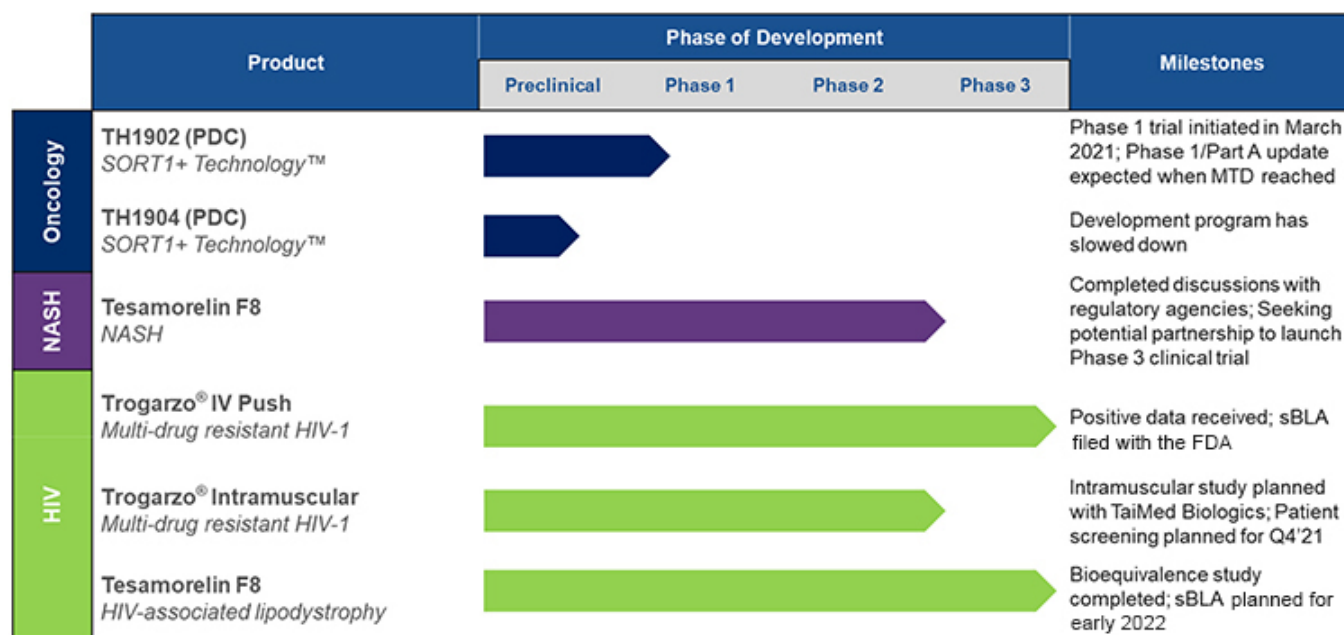 Product
Phase of Development
Milestones
Preclinical
Phase 1
Phase 2
Phase 3
Oncology
TH1902 (PDC)
SORT1+ Technology™
Phase 1 trial initiated in March
2021; Phase 1/Part A update
expected when MTD reached
TH1904 (PDC)
SORT1+ Technology™
Development program has
slowed down
NASH
Tesamorelin F8
NASH
Completed discussions with
regulatory agencies; Seeking
potential partnership to launch
Phase 3 clinical trial
HIV
Trogarzo® IV Push
Multi-drug resistant HIV-1
Positive data received; sBLA
filed with the FDA
Trogarzo® Intramuscular
Multi-drug resistant HIV-1
Intramuscular study planned
with TaiMed Biologics; Patient
screening planned for Q4'21
Tesamorelin F8
HIV-associated lipodystrophy
Bioequivalence study
completed; sBLA planned for
early 2022